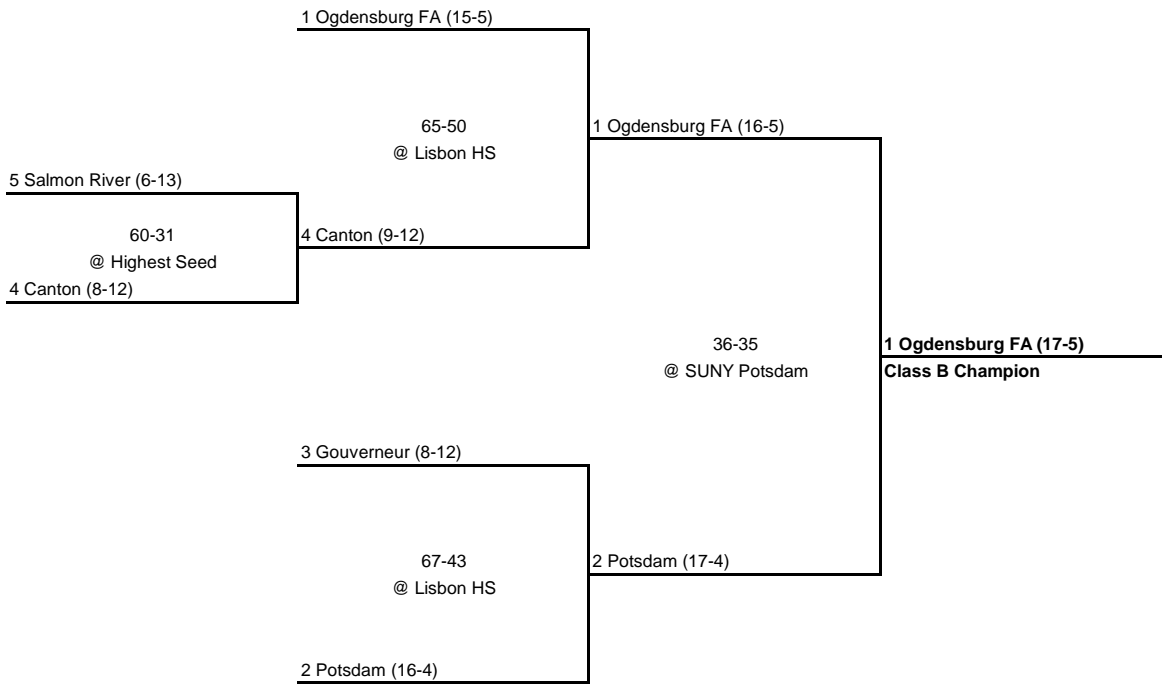 1 Ogdensburg FA (15-5)
65-50
@ Lisbon HS
1 Ogdensburg FA (16-5)
5 Salmon River (6-13)
60-31
@ Highest Seed
4 Canton (9-12)
4 Canton (8-12)
36-35
@ SUNY Potsdam
1 Ogdensburg FA (17-5)
Class B Champion
3 Gouverneur (8-12)
67-43
@ Lisbon HS
2 Potsdam (17-4)
2 Potsdam (16-4)